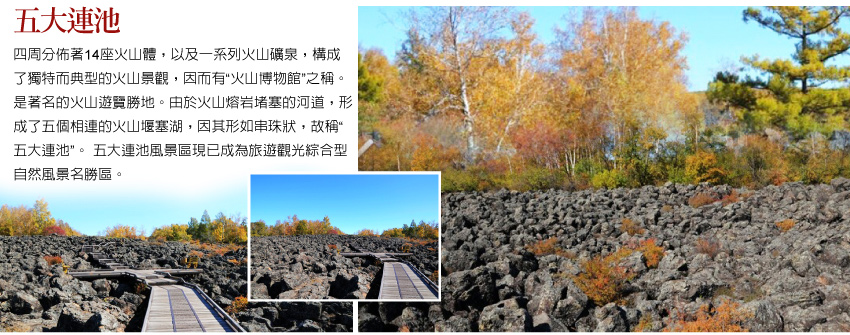 五大連池
四周分佈著14座火山體，以及一系列火山礦泉，構成
了獨特而典型的火山景觀，因而有“火山博物館”之稱。
是著名的火山遊覽勝地。由於火山熔岩堵塞的河道，形
成了五個相連的火山堰塞湖，因其形如串珠狀，故稱“
五大連池”。 五大連池風景區現已成為旅遊觀光綜合型
自然風景名勝區。